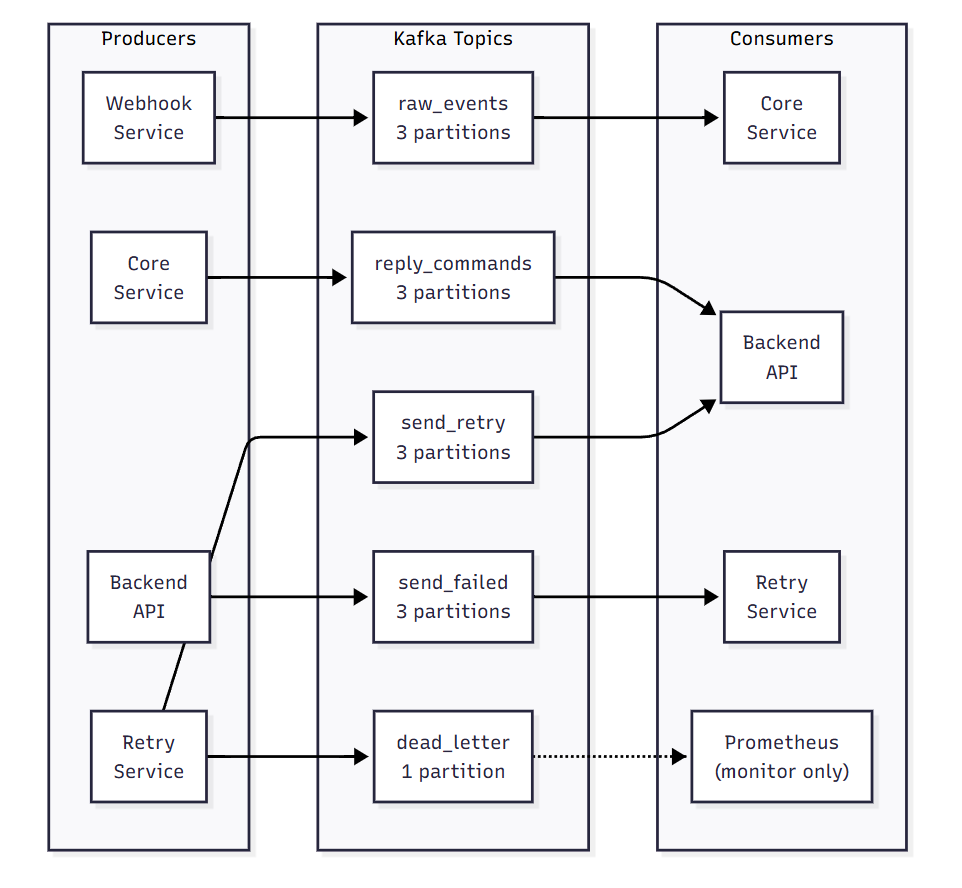 Producers
Kafka Topics
Consumers
Webhook
Service
raw_events
3 partitions
Core
Service
Core
Service
reply_commands
3 partitions
Backend
API
send_retry
3 partitions
Backend
API
send_failed
3 partitions
Retry
Service
Retry
Service
dead_letter
1 partition
Prometheus
(monitor only)